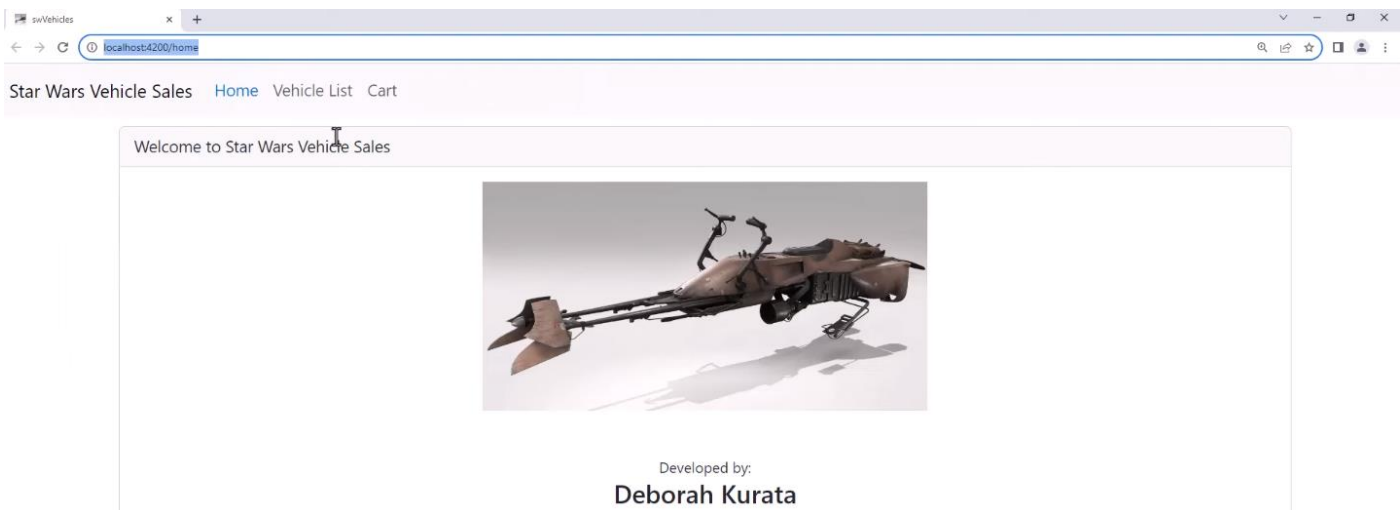 swVehicles
localhost:4200/home
Star Wars Vehicle Sales Home Vehicle List Cart
Welcome to Star Wars Vehicle Sales
Developed by:
Deborah Kurata